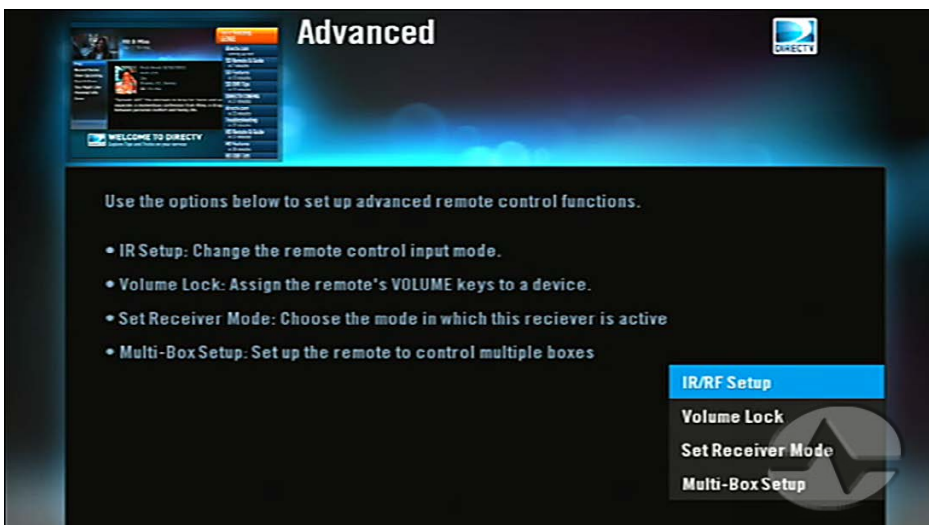 Advanced
DIRECTV
WELCOME TO DIRECTV
Use the options below to set up advanced remote control functions.
• IR Setup: Change the remote control input mode.
• Volume Lock: Assign the remote's VOLUME keys to a device.
• Set Receiver Mode: Choose the mode in which this reciever is active
• Multi-Box Setup: Set up the remote to control multiple boxes
IR/RF Setup
Volume Lock
Set Receiver Mode
Multi-Box Setup